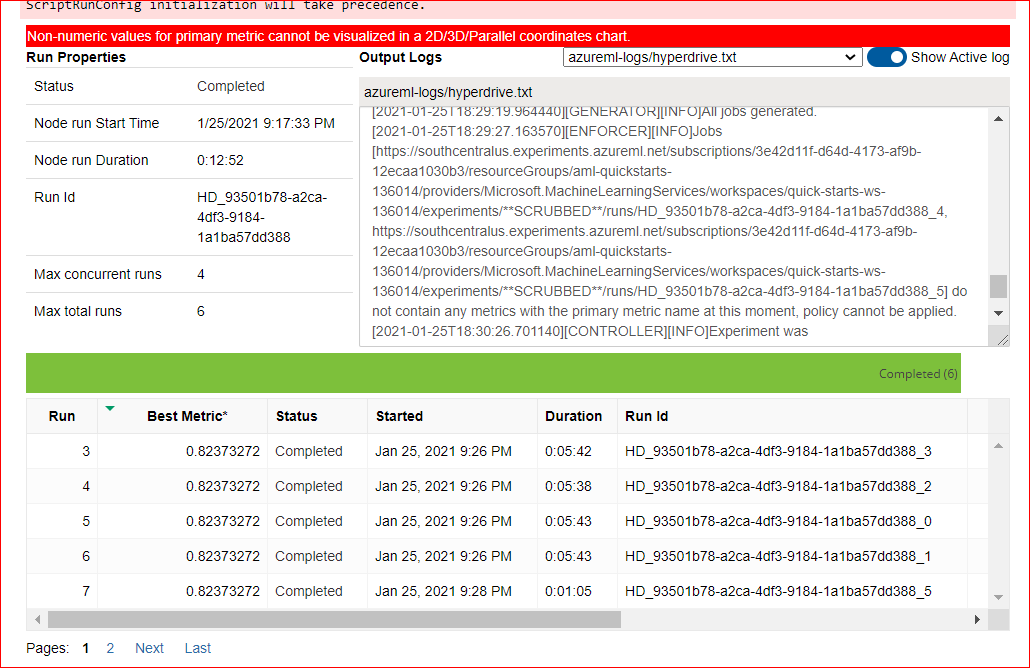 ScriptRunConfig initialization will take precedence.
Non-numeric values for primary metric cannot be visualized in a 2D/3D/Parallel coordinates chart.
Run Properties
Status Completed
Node run Start Time 1/25/2021 9:17:33 PM
Node run Duration 0:12:52
Run Id HD_93501b78-a2ca-
4df3-9184-
1a1ba57dd388
Max concurrent runs 4
Max total runs 6
Output Logs azureml-logs/hyperdrive.txt Show Active log
azureml-logs/hyperdrive.txt
[2021-01-25T18:29:19.964440][GENERATOR][INFO]All jobs generated.
[2021-01-25T18:29:27.163570][ENFORCER][INFO]Jobs
[https://southcentralus.experiments.azureml.net/subscriptions/3e42d11f-d64d-4173-af9b-
12ecaa1030b3/resourceGroups/aml-quickstarts-
136014/providers/Microsoft.MachineLearningServices/workspaces/quick-starts-ws-
136014/experiments/**SCRUBBED**/runs/HD_93501b78-a2ca-4df3-9184-1a1ba57dd388_4,
https://southcentralus.experiments.azureml.net/subscriptions/3e42d11f-d64d-4173-af9b-
12ecaa1030b3/resourceGroups/aml-quickstarts-
136014/providers/Microsoft.MachineLearningServices/workspaces/quick-starts-ws-
136014/experiments/**SCRUBBED**/runs/HD_93501b78-a2ca-4df3-9184-1a1ba57dd388_5] do
not contain any metrics with the primary metric name at this moment, policy cannot be applied.
[2021-01-25T18:30:26.701140][CONTROLLER][INFO]Experiment was
Completed (6)
Run Best Metric* Status Started Duration Run Id
3 0.82373272 Completed Jan 25, 2021 9:26 PM 0:05:42 HD_93501b78-a2ca-4df3-9184-1a1ba57dd388_3
4 0.82373272 Completed Jan 25, 2021 9:26 PM 0:05:38 HD_93501b78-a2ca-4df3-9184-1a1ba57dd388_2
5 0.82373272 Completed Jan 25, 2021 9:26 PM 0:05:43 HD_93501b78-a2ca-4df3-9184-1a1ba57dd388_0
6 0.82373272 Completed Jan 25, 2021 9:26 PM 0:05:43 HD_93501b78-a2ca-4df3-9184-1a1ba57dd388_1
7 0.82373272 Completed Jan 25, 2021 9:28 PM 0:01:05 HD_93501b78-a2ca-4df3-9184-1a1ba57dd388_5
Pages: 1 2 Next Last